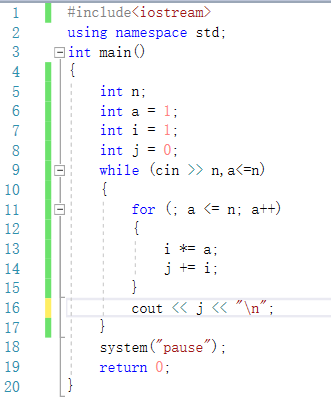 1 #include<iostream>
2 using namespace std;
3 int main()
4 {
5 int n;
6 int a = 1;
7 int i = 1;
8 int j = 0;
9 while (cin >> n,a<=n)
10 {
11 for (; a <= n; a++)
12 {
13 i *= a;
14 j += i;
15 }
16 cout << j << "\n";
17 }
18 system("pause");
19 return 0;
20 }